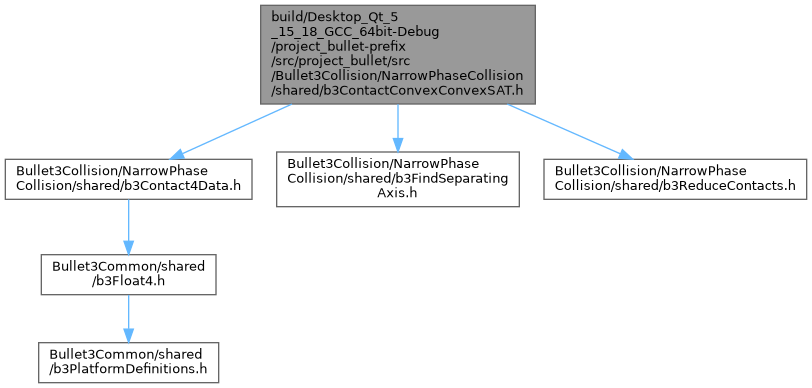 build/Desktop_Qt_5
_15_18_GCC_64bit-Debug
/project_bullet-prefix
/src/project_bullet/src
/Bullet3Collision/NarrowPhaseCollision
/shared/b3ContactConvexConvexSAT.h
Bullet3Collision/NarrowPhase
Collision/shared/b3Contact4Data.h
Bullet3Collision/NarrowPhase
Collision/shared/b3FindSeparating
Axis.h
Bullet3Collision/NarrowPhase
Collision/shared/b3ReduceContacts.h
Bullet3Common/shared
/b3Float4.h
Bullet3Common/shared
/b3PlatformDefinitions.h